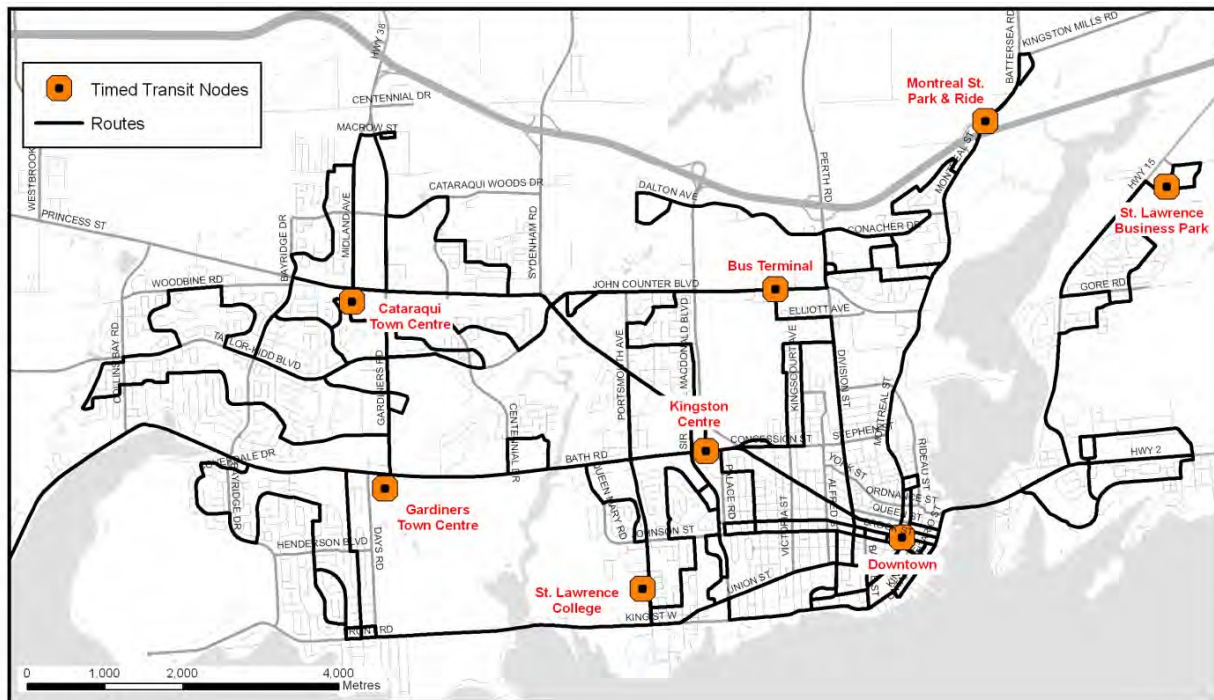 Timed Transit Nodes
Routes
HWY 38
CENTENNIAL DR
MACROW ST
WESTBROOK
PRINCESS ST
BAYRIDGE DR
MIDLAND AVE
CATARAQUI WOODS DR
SYDENHAM RD
DALTON AVE
PERTH RD
CONACHER DR
MONTREAL ST
BATTERSEA RD
KINGSTON MILLS RD
Montreal St.
Park & Ride
HWY 15
St. Lawrence
Business Park
GORE RD
Bus Terminal
JOHN COUNTER BLVD
ELLIOTT AVE
WOODBINE RD
Cataraqui
Town Centre
COLLINS BAY RD
TAYLOR-KIDD BLVD
GARDINERS RD
PORTSMOUTH AVE
SIR
MACDONALD BLVD
KINGSCOURT AVE
DIVISION ST
MONTREAL ST
Kingston
Centre
CONCESSION ST
STEPHEN
RIDEAU ST
CENTENNIAL DR
BATH RD
HWY 2
BAYRIDGE DR
QUEEN MARY RD
PALACE RD
YORK ST
ORDNANCE ST
QUEEN ST
ALFRED S
VICTORIA ST
Gardiners
Town Centre
DAYS RD
HENDERSON BLVD
JOHNSON ST
Downtown
UNION ST
St. Lawrence
College
KING ST W
0 1,000 2,000 4,000
Metres